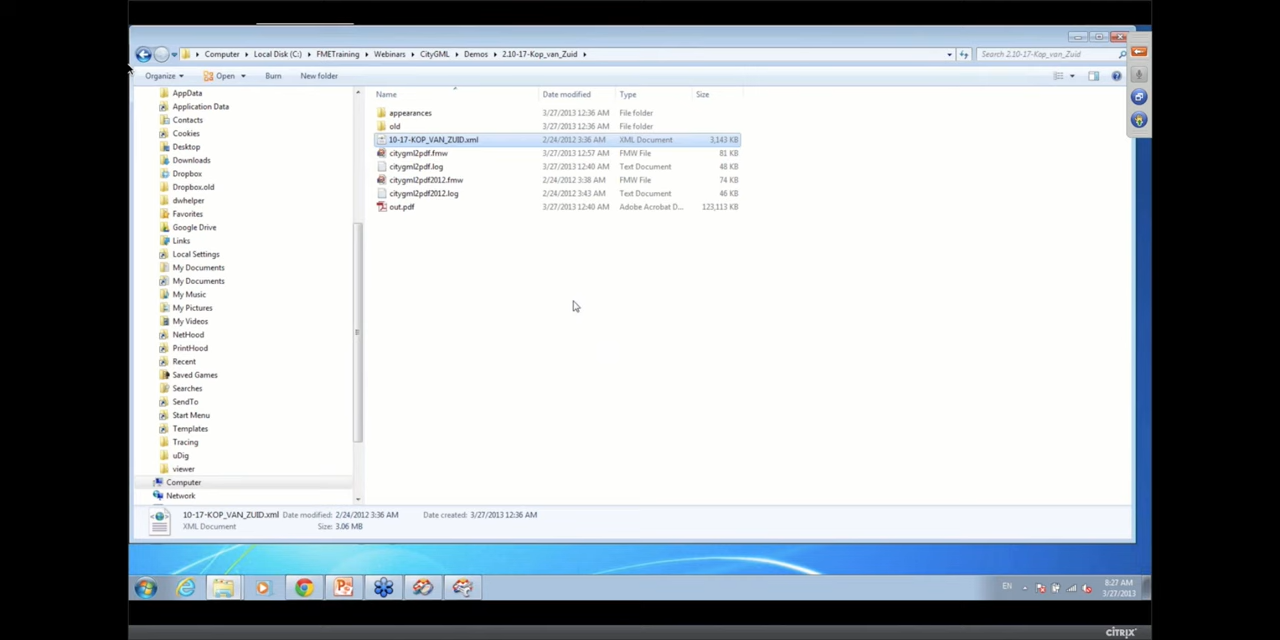 Computer
Local Disk (C:)
FMETraining
Webinars
CityGML
Demos
2.10-17-Kop_van_Zuid
Search 2.10-17-Kop_van_Zuid
Organize
Open
Burn
New folder
AppData
Application Data
Contacts
Cookies
Desktop
Downloads
Dropbox
Dropbox.old
dwhelper
Favorites
Google Drive
Links
Local Settings
My Documents
My Documents
My Music
My Pictures
My Videos
NetHood
PrintHood
Recent
Saved Games
Searches
SendTo
Start Menu
Templates
Tracing
uDig
viewer
Computer
Network
Name Date modified Type Size
appearances 3/27/2013 12:36 AM File folder
old 3/27/2013 12:36 AM File folder
10-17-KOP_VAN_ZUID.xml 2/24/2012 3:36 AM XML Document 3,143 KB
citygml2pdf.fmw 3/27/2013 12:57 AM FMW File 81 KB
citygml2pdf.log 3/27/2013 12:40 AM Text Document 48 KB
citygml2pdf2012.fmw 2/24/2012 3:38 AM FMW File 74 KB
citygml2pdf2012.log 2/24/2012 3:43 AM Text Document 46 KB
out.pdf 3/27/2013 12:40 AM Adobe Acrobat D... 123,113 KB
10-17-KOP_VAN_ZUID.xml Date modified: 2/24/2012 3:36 AM Date created: 3/27/2013 12:36 AM
XML Document Size: 3.06 MB
EN
8:27 AM
3/27/2013
CITRIX